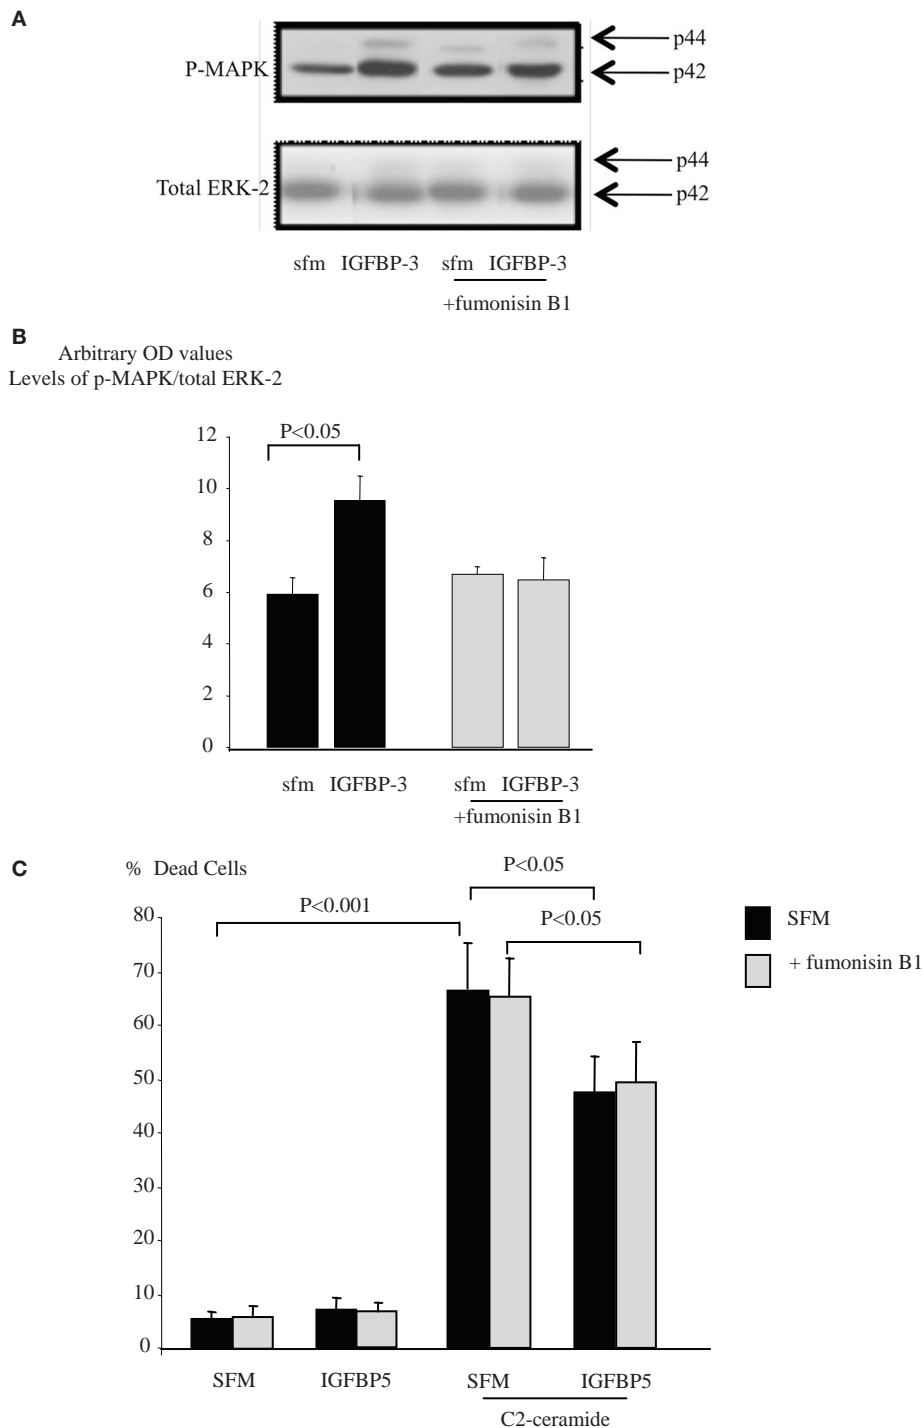 A
P-MAPK
p44
p42
Total ERK-2
p44
p42
sfm IGFBP-3 sfm IGFBP-3
+fumonisin B1
B
Arbitrary OD values
Levels of p-MAPK/total ERK-2
12
10
8
6
4
2
0
P<0.05
sfm IGFBP-3 sfm IGFBP-3
+fumonisin B1
C
% Dead Cells
P<0.05
P<0.001
P<0.05
80
70
60
50
40
30
20
10
0
SFM
+ fumonisin B1
SFM IGFBP5 SFM IGFBP5
C2-ceramide